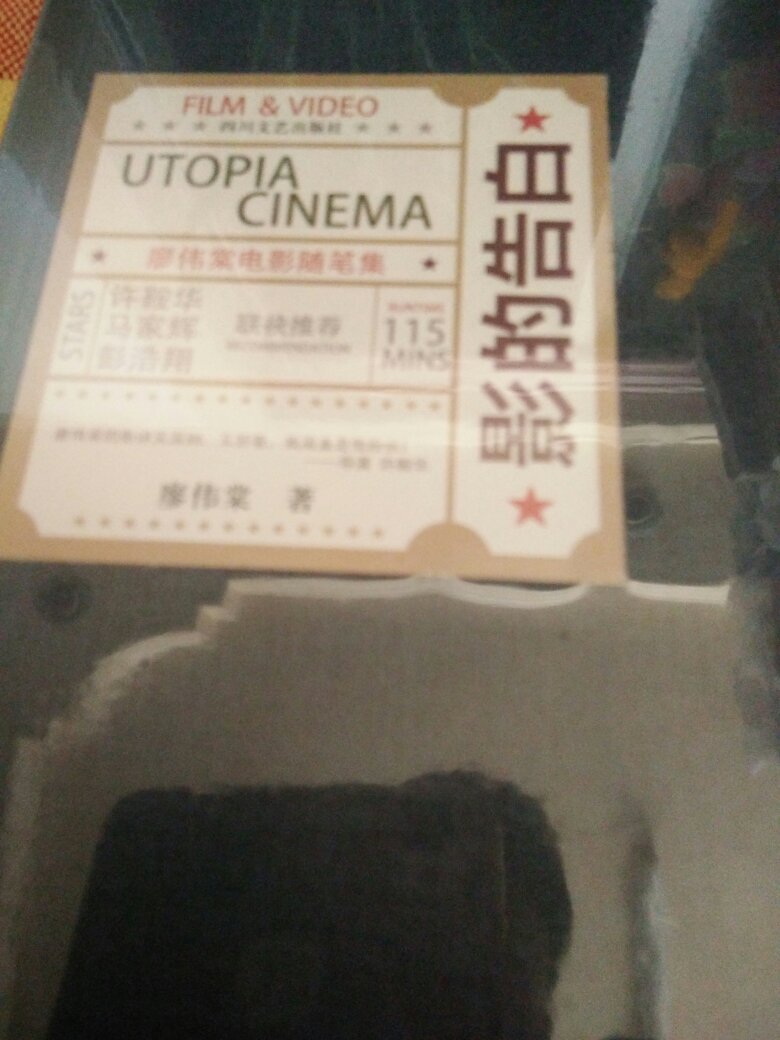 FILM & VIDEO
四川文艺出版社
UTOPIA
CINEMA
廖伟棠电影随笔集
STARS
许鞍华
马家辉
彭浩翔
联袂推荐
RECOMMENDATION
RUNTIME
115
MINS
廖伟棠 著
影的告白